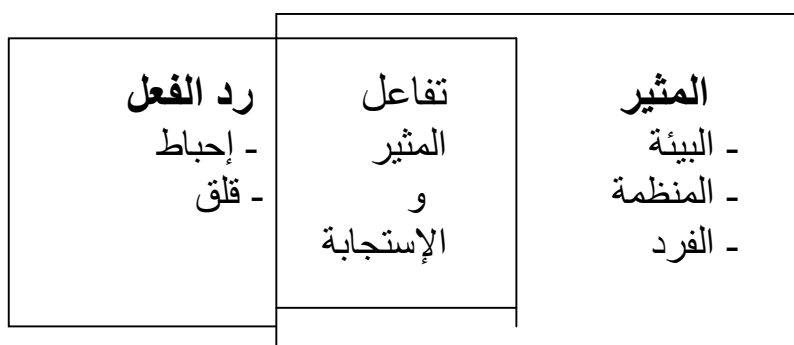 المثير
- البيئة
- المنظمة
- الفرد
تفاعل
المثير
و
الإستجابة
رد الفعل
- إحباط
- قلق